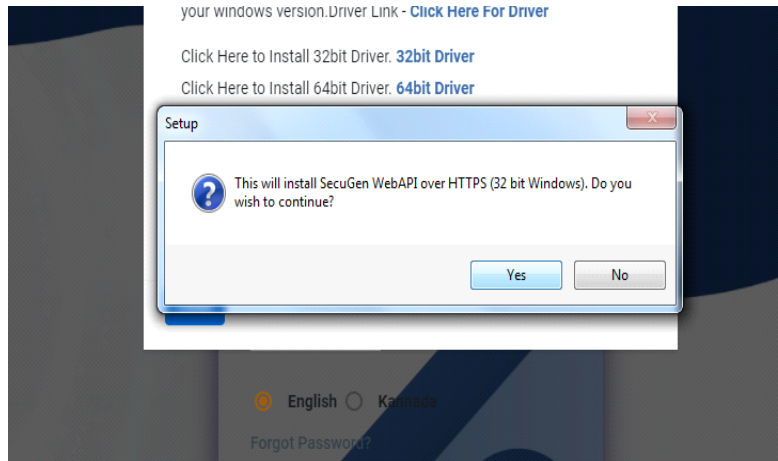 your windows version.Driver Link - Click Here For Driver
Click Here to Install 32bit Driver. 32bit Driver
Click Here to Install 64bit Driver. 64bit Driver
Setup
X
This will install SecuGen WebAPI over HTTPS (32 bit Windows). Do you
wish to continue?
Yes No
English Kannada
Forgot Password?